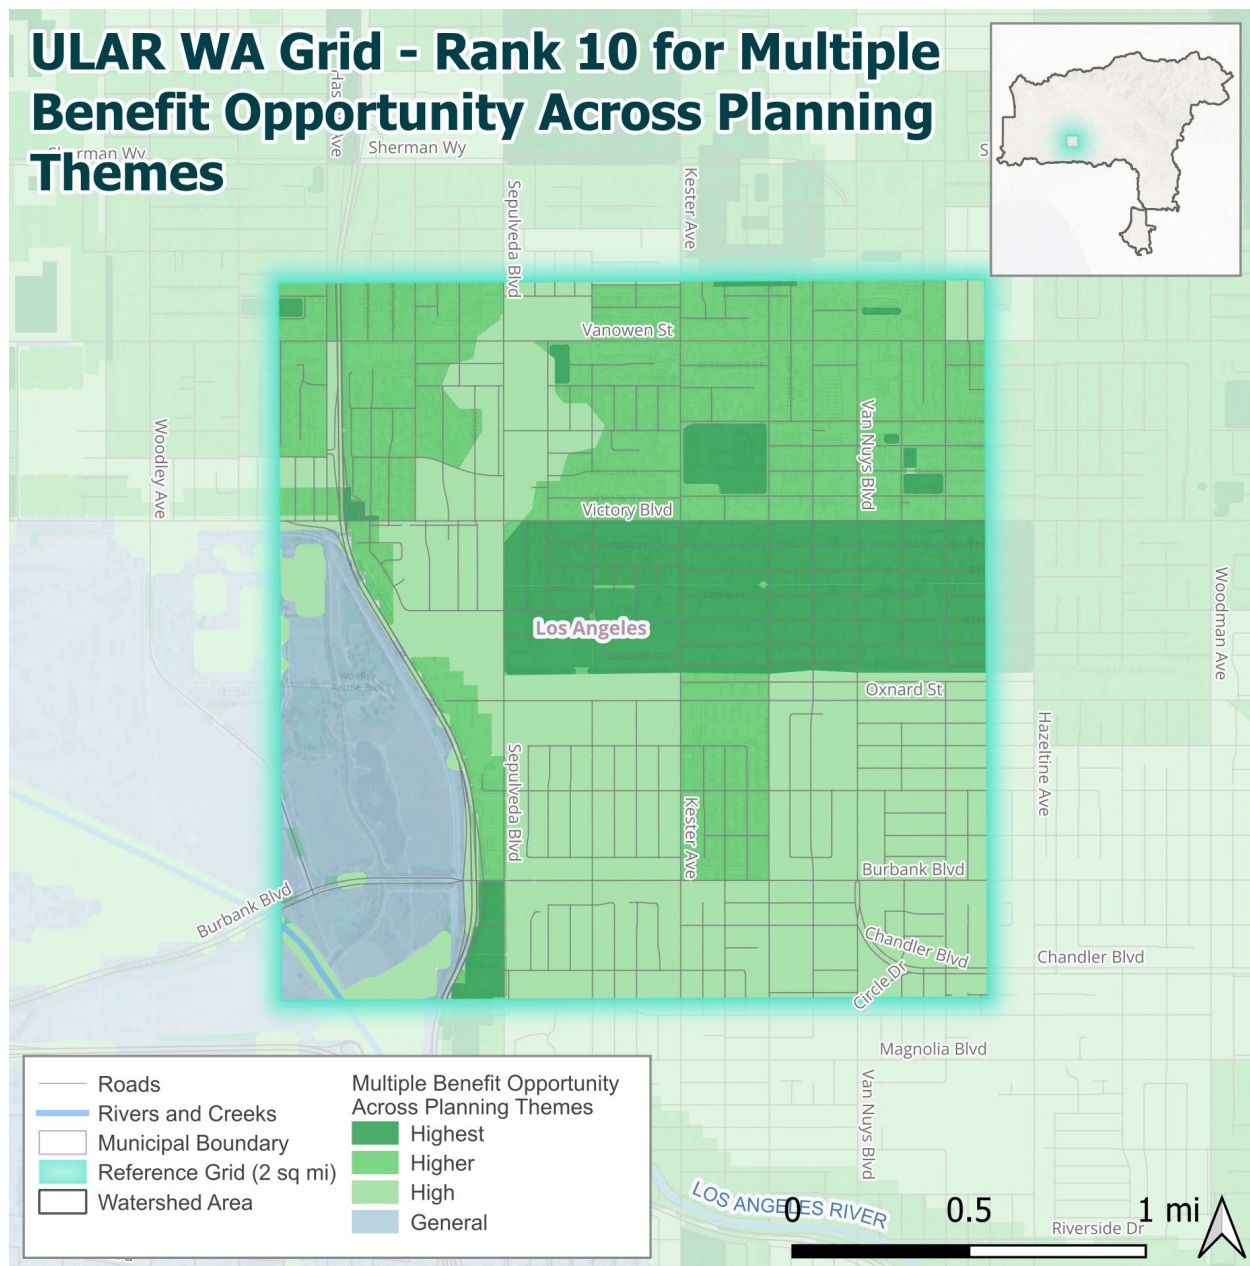 ULAR WA Grid - Rank 10 for Multiple
Benefit Opportunity Across Planning
Themes
Sherman Wy
Sherman Wy
Sepulveda Blvd
Kester Ave
Vanowen St
Woodley Ave
Van Nuys Blvd
Victory Blvd
Woodman Ave
Los Angeles
Woodley
Oxnard St
Hazeltine Ave
Sepulveda Blvd
Kester Ave
Burbank Blvd
Burbank Blvd
Chandler Blvd
Chandler Blvd
Circle Dr
Magnolia Blvd
Van Nuys Blvd
LOS ANGELES RIVER
Riverside Dr
Roads
Rivers and Creeks
Municipal Boundary
Reference Grid (2 sq mi)
Watershed Area
Multiple Benefit Opportunity
Across Planning Themes
Highest
Higher
High
General
0 0.5 1 mi